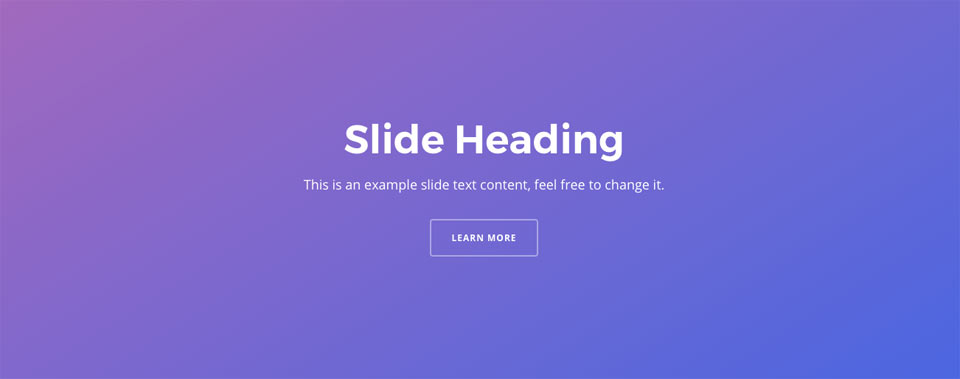 Slide Heading
This is an example slide text content, feel free to change it.
LEARN MORE